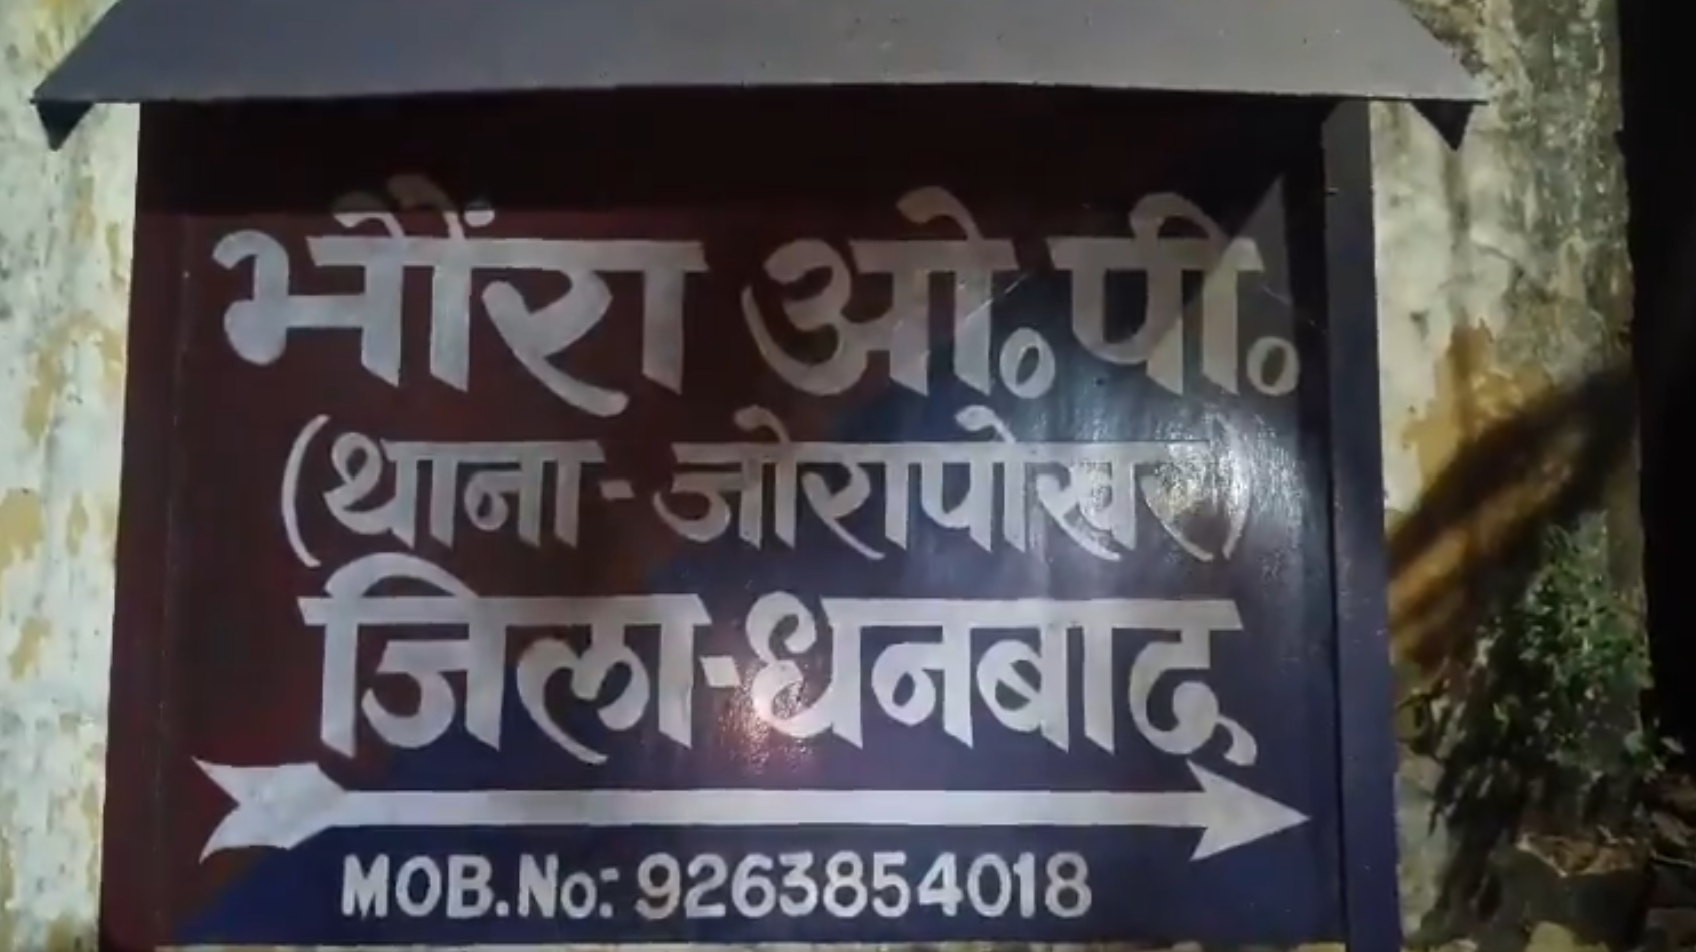 भौंरा ओ.पी.
(थाना-जोरापोखर)
जिला-धनबाद
MOB.No:- 9263854018